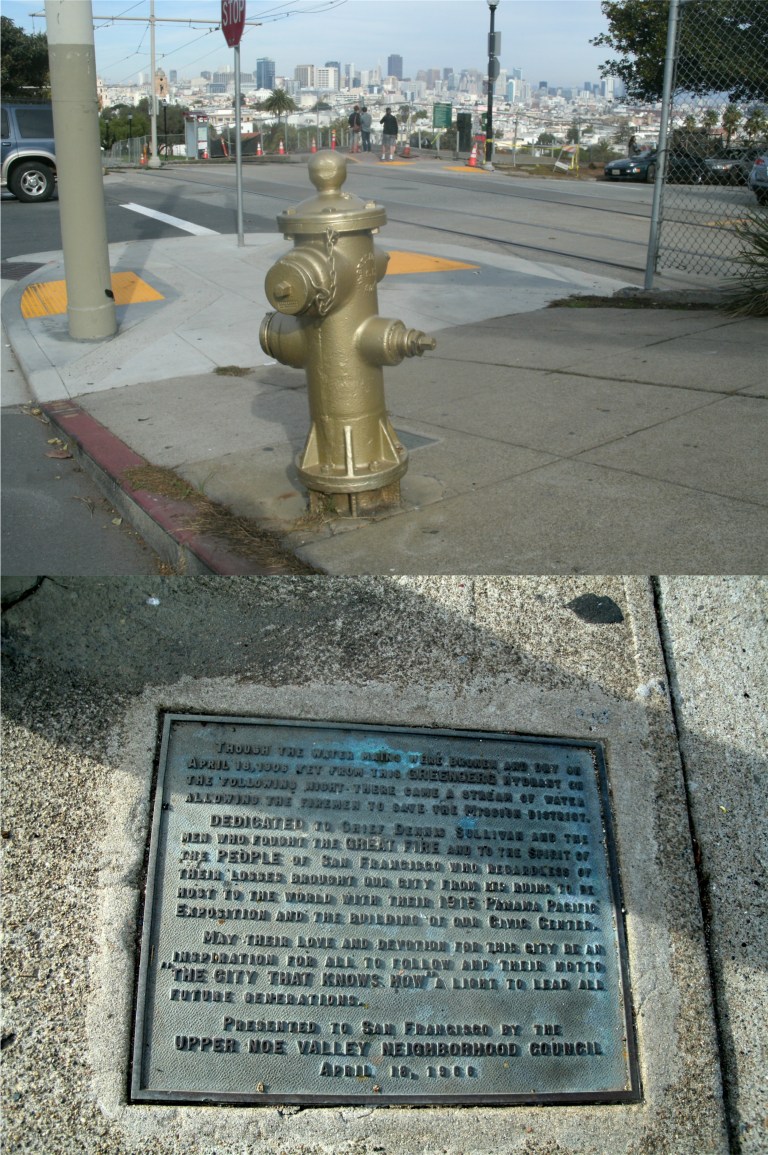 STOP
THOUGH THE WATER MAINS WERE BROKEN AND DRY ON
APRIL 18, 1906 YET FROM THIS GREENBERG HYDRANT ON
THE FOLLOWING NIGHT THERE CAME A STREAM OF WATER
ALLOWING THE FIREMEN TO SAVE THE MISSION DISTRICT.
DEDICATED TO CHIEF DENNIS SULLIVAN AND THE
MEN WHO FOUGHT THE GREAT FIRE AND TO THE SPIRIT OF
THE PEOPLE OF SAN FRANCISCO WHO REGARDLESS OF
THEIR LOSSES BROUGHT OUR CITY FROM ITS RUINS TO BE
HOST TO THE WORLD WITH THEIR 1915 PANAMA PACIFIC
EXPOSITION AND THE BUILDING OF OUR CIVIC CENTER.
MAY THEIR LOVE AND DEVOTION FOR THIS CITY BE AN
INSPIRATION FOR ALL TO FOLLOW AND THEIR MOTTO
"THE CITY THAT KNOWS HOW" A LIGHT TO LEAD ALL
FUTURE GENERATIONS.
PRESENTED TO SAN FRANCISCO BY THE
UPPER NOE VALLEY NEIGHBORHOOD COUNCIL
APRIL 18, 1966